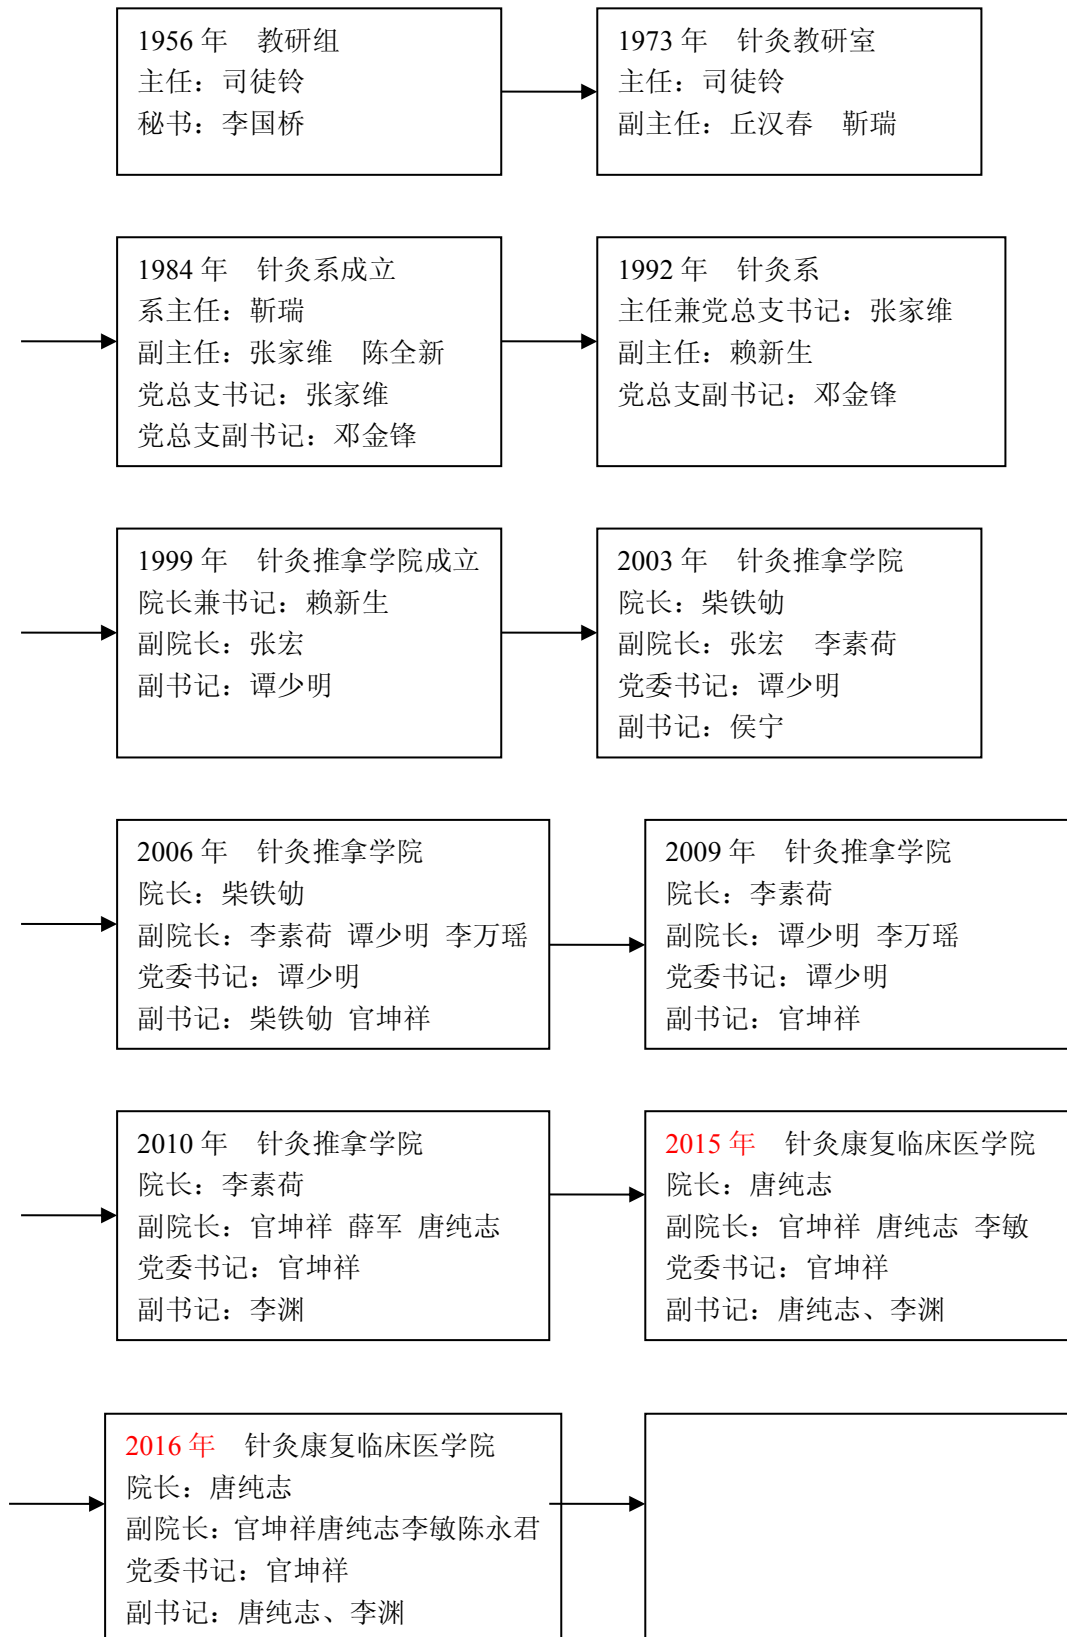 1956 年　教研组
主任：司徒铃
秘书：李国桥
1973 年　针灸教研室
主任：司徒铃
副主任：丘汉春　靳瑞
1984 年　针灸系成立
系主任：靳瑞
副主任：张家维　陈全新
党总支书记：张家维
党总支副书记：邓金锋
1992 年　针灸系
主任兼党总支书记：张家维
副主任：赖新生
党总支副书记：邓金锋
1999 年　针灸推拿学院成立
院长兼书记：赖新生
副院长：张宏
副书记：谭少明
2003 年　针灸推拿学院
院长：柴铁劬
副院长：张宏　李素荷
党委书记：谭少明
副书记：侯宁
2006 年　针灸推拿学院
院长：柴铁劬
副院长：李素荷 谭少明 李万瑶
党委书记：谭少明
副书记：柴铁劬 官坤祥
2009 年　针灸推拿学院
院长：李素荷
副院长：谭少明 李万瑶
党委书记：谭少明
副书记：官坤祥
2010 年　针灸推拿学院
院长：李素荷
副院长：官坤祥 薛军 唐纯志
党委书记：官坤祥
副书记：李渊
2015 年　针灸康复临床医学院
院长：唐纯志
副院长：官坤祥 唐纯志 李敏
党委书记：官坤祥
副书记：唐纯志、李渊
2016 年　针灸康复临床医学院
院长：唐纯志
副院长：官坤祥唐纯志李敏陈永君
党委书记：官坤祥
副书记：唐纯志、李渊